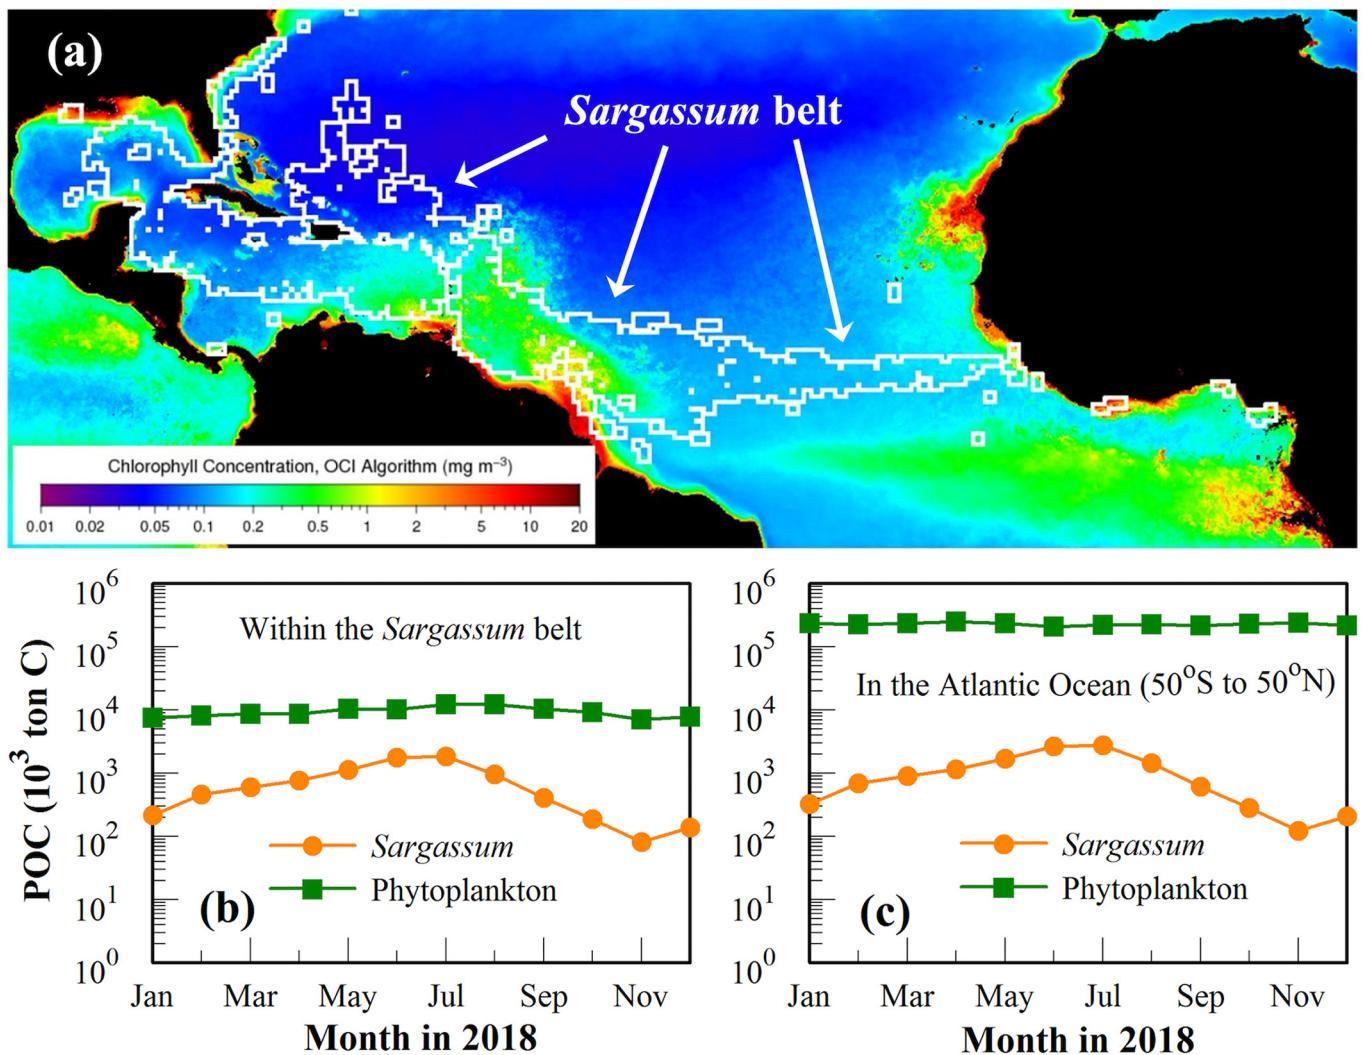 (a)
Sargassum belt
Chlorophyll Concentration, OCI Algorithm (mg m⁻³)
0.01 0.02 0.05 0.1 0.2 0.5 1 2 5 10 20
POC (10³ ton C)
10⁶
10⁵
10⁴
10³
10²
10¹
10⁰
Within the Sargassum belt
Sargassum
Phytoplankton
(b)
Jan Mar May Jul Sep Nov
Month in 2018
10⁶
10⁵
10⁴
10³
10²
10¹
10⁰
In the Atlantic Ocean (50°S to 50°N)
Sargassum
Phytoplankton
(c)
Jan Mar May Jul Sep Nov
Month in 2018